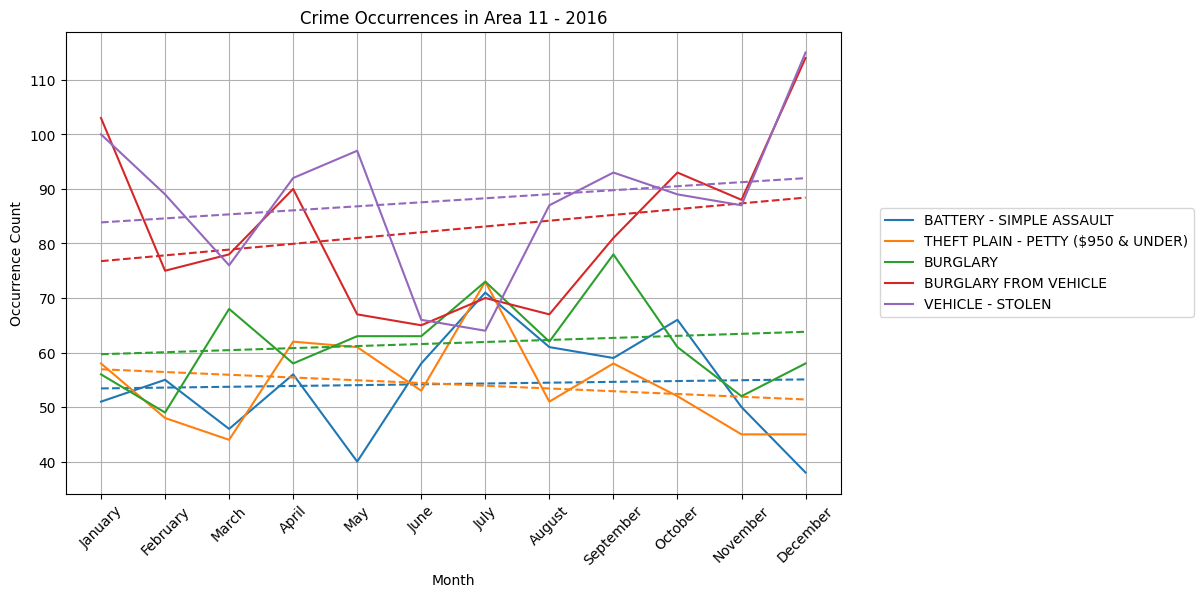 Crime Occurrences in Area 11 - 2016
Occurrence Count
110
100
90
80
70
60
50
40
January
February
March
April
May
June
July
August
September
October
November
December
Month
BATTERY - SIMPLE ASSAULT
THEFT PLAIN - PETTY ($950 & UNDER)
BURGLARY
BURGLARY FROM VEHICLE
VEHICLE - STOLEN